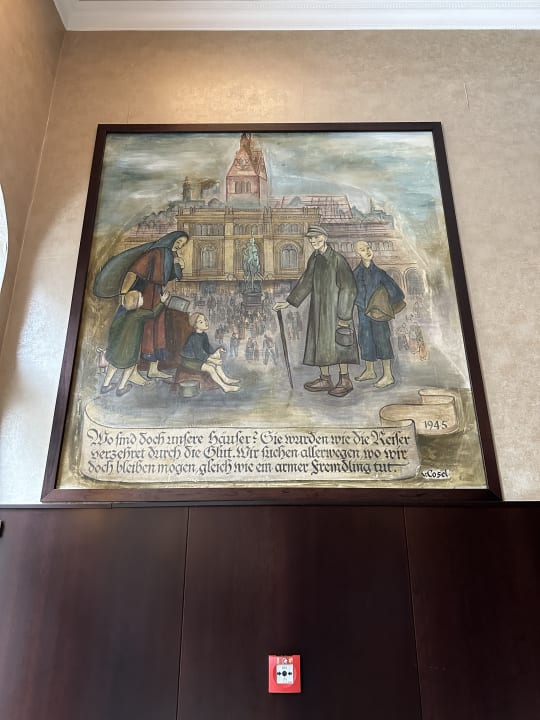 Wo sind doch unsere Häuser? Sie wurden wie die Reiser
verzehret durch die Glut. Wir suchen allerwegen wo wir
doch bleiben mögen, gleich wie ein armer Fremdling tut.
1945
v. Cosel